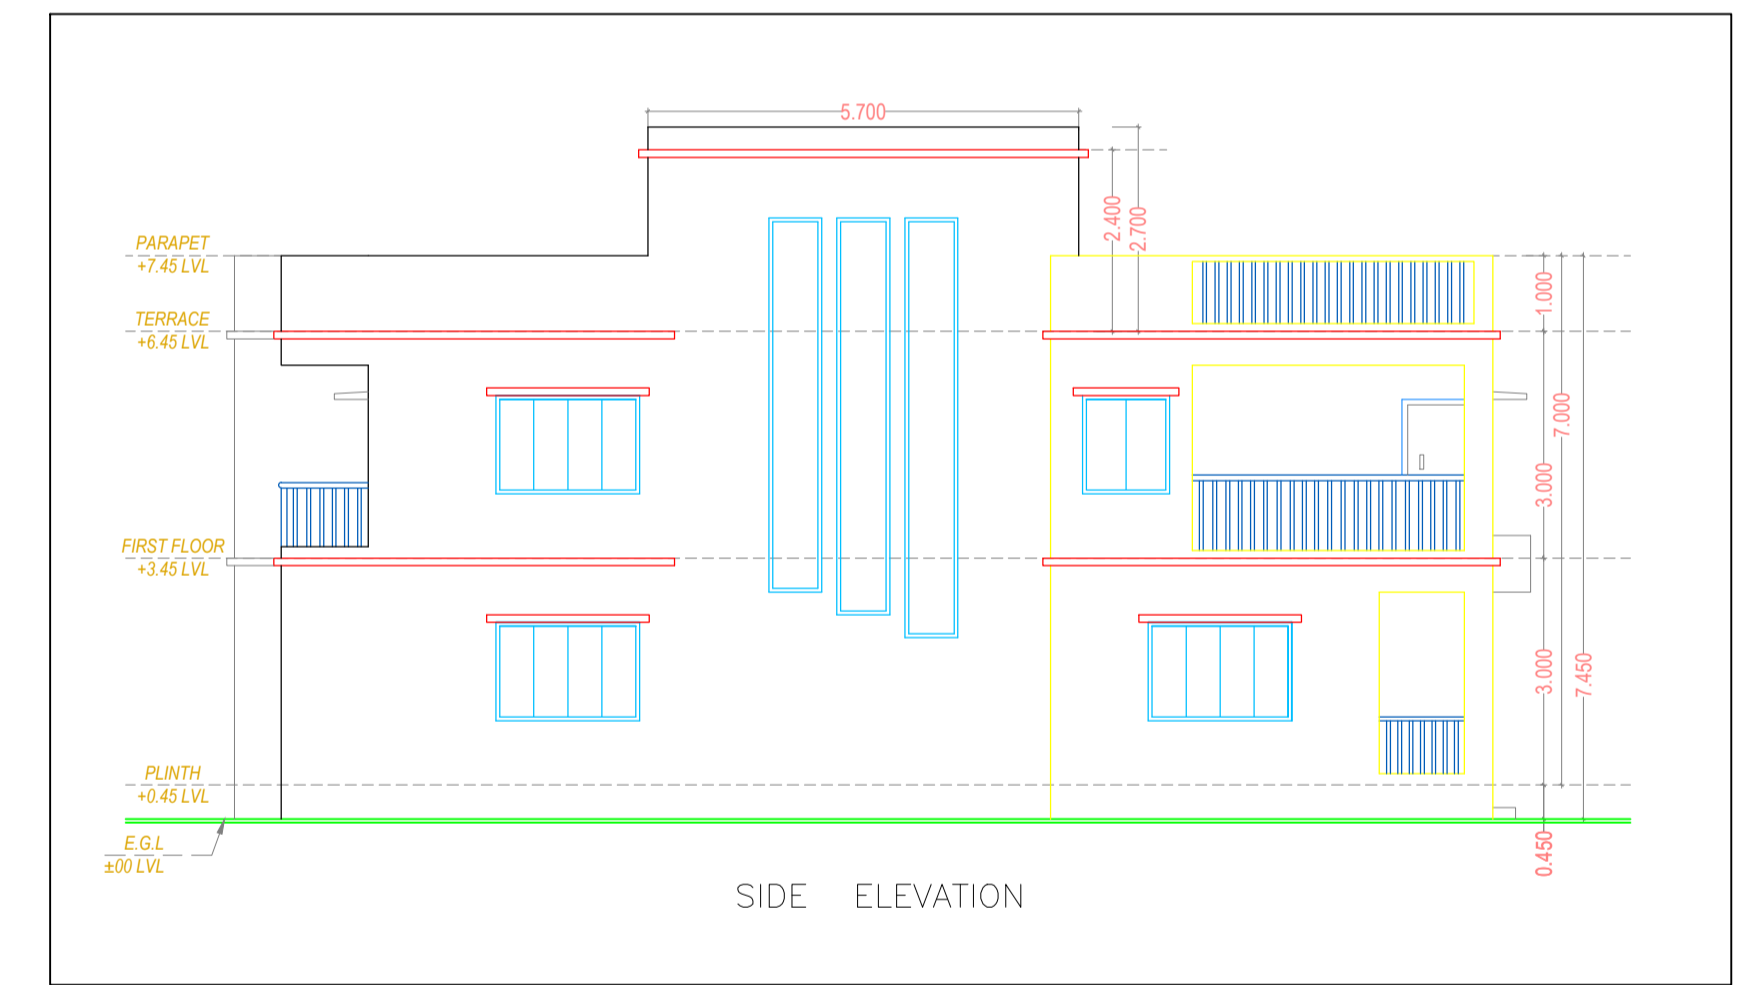 5.700
2.400
2.700
PARAPET
+7.45 LVL
1.000
TERRACE
+6.45 LVL
7.000
3.000
FIRST FLOOR
+3.45 LVL
3.000
7.450
PLINTH
+0.45 LVL
E.G.L
±00 LVL
0.450
SIDE ELEVATION